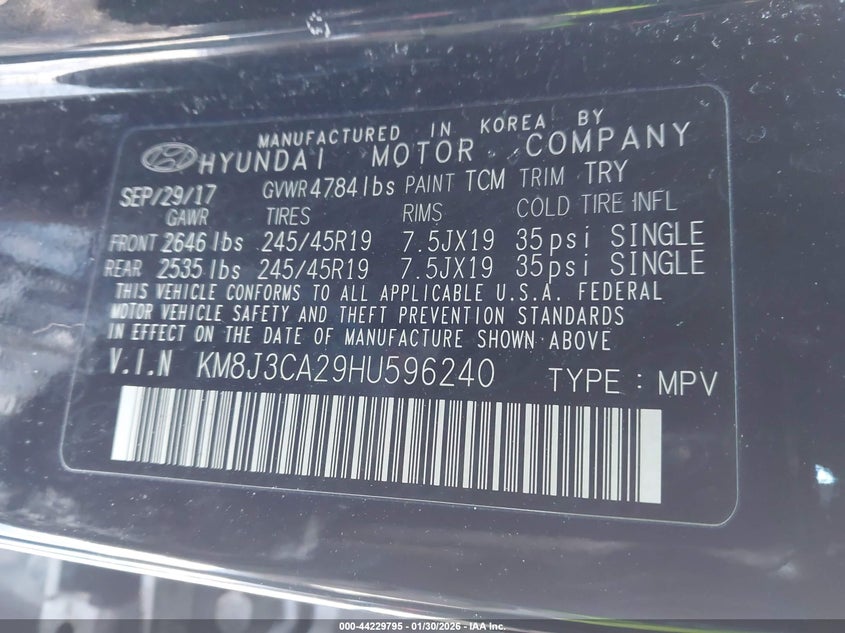 MANUFACTURED IN KOREA BY
HYUNDAI MOTOR COMPANY
SEP/29/17 GVWR 4784lbs PAINT TCM TRIM TRY
GAWR TIRES RIMS COLD TIRE INFL
FRONT 2646 lbs 245/45R19 7.5JX19 35psi SINGLE
REAR 2535 lbs 245/45R19 7.5JX19 35psi SINGLE
THIS VEHICLE CONFORMS TO ALL APPLICABLE U.S.A. FEDERAL
MOTOR VEHICLE SAFETY AND THEFT PREVENTION STANDARDS
IN EFFECT ON THE DATE OF MANUFACTURE SHOWN ABOVE
V.I.N KM8J3CA29HU596240 TYPE : MPV
000-44229795 - 01/30/2026 - IAA Inc.